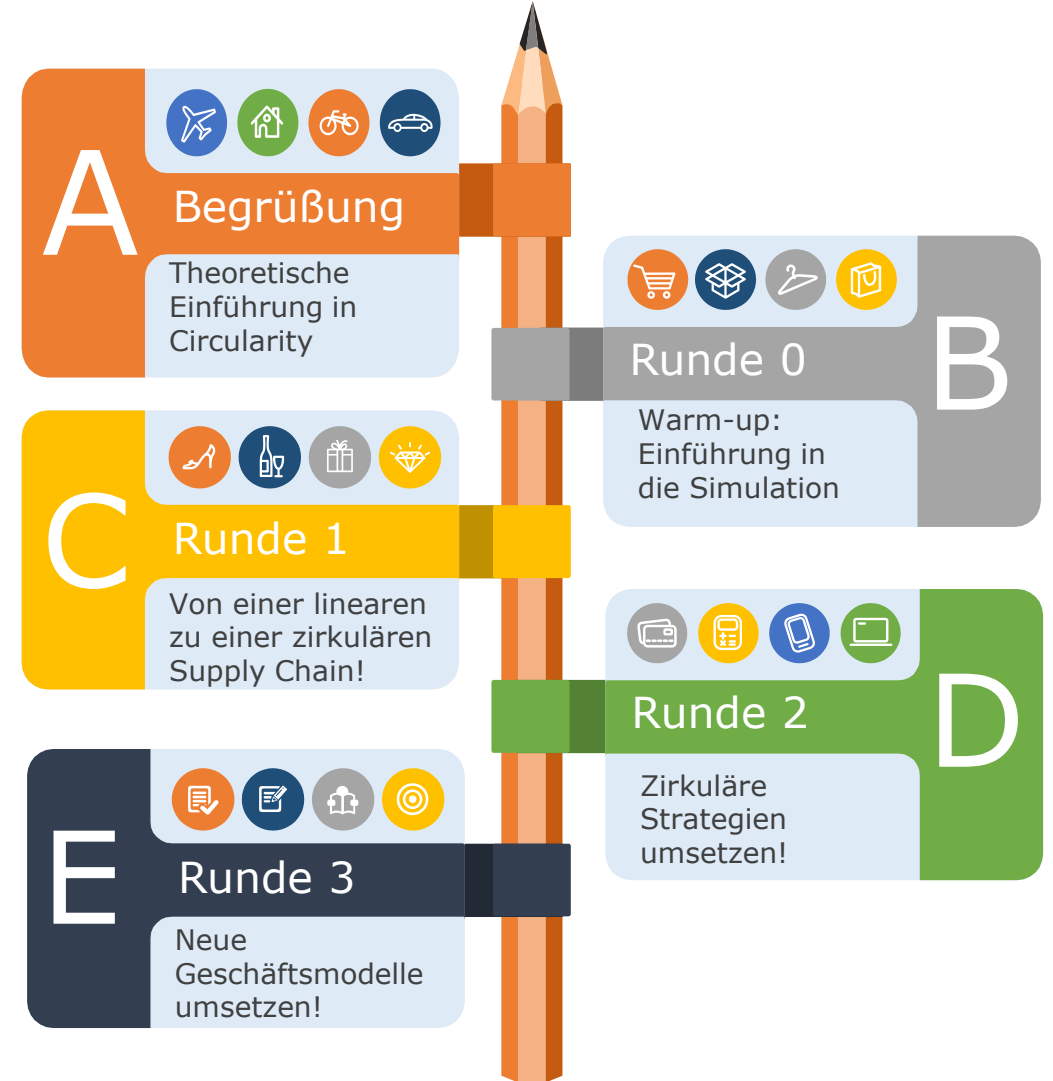 A
Begrüßung
Theoretische
Einführung in
Circularity
B
Runde 0
Warm-up:
Einführung in
die Simulation
C
Runde 1
Von einer linearen
zu einer zirkulären
Supply Chain!
D
Runde 2
Zirkuläre
Strategien
umsetzen!
E
Runde 3
Neue
Geschäftsmodelle
umsetzen!